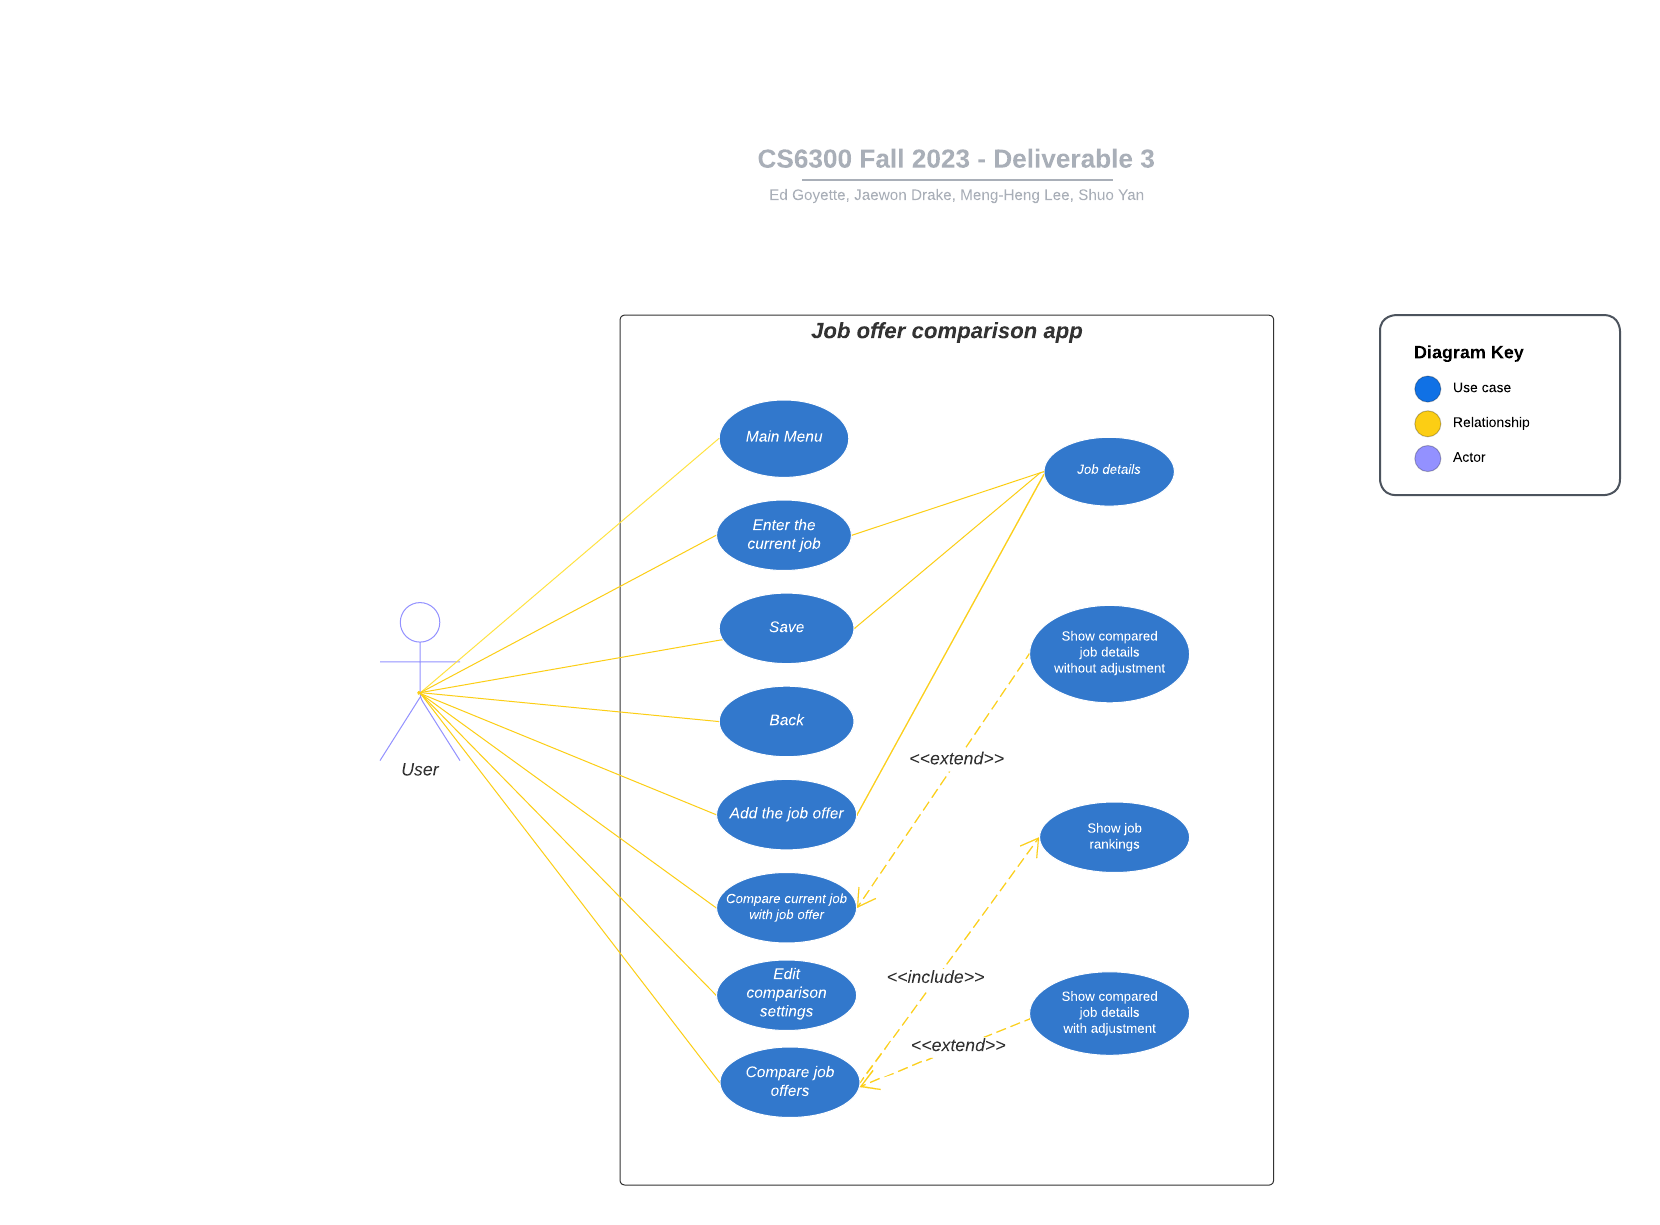 CS6300 Fall 2023 - Deliverable 3
Ed Goyette, Jaewon Drake, Meng-Heng Lee, Shuo Yan
Job offer comparison app
Diagram Key
Use case
Relationship
Actor
Main Menu
Job details
Enter the
current job
Save
Show compared
job details
without adjustment
Back
<<extend>>
User
Add the job offer
Show job
rankings
Compare current job
with job offer
<<include>>
Edit
comparison
settings
Show compared
job details
with adjustment
<<extend>>
Compare job
offers